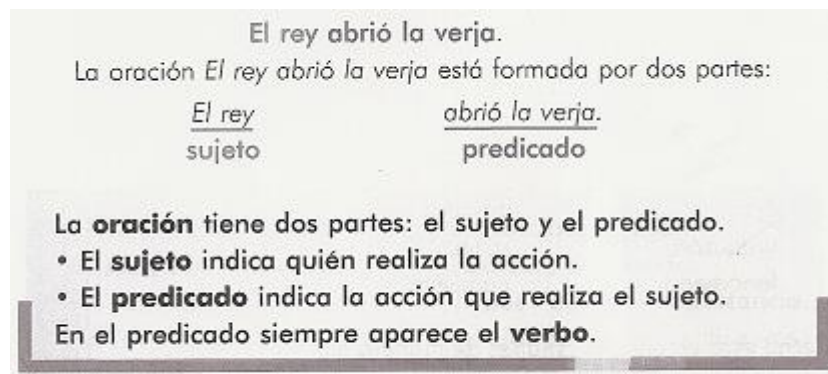 El rey abrió la verja.
La oración El rey abrió la verja está formada por dos partes:
El rey abrió la verja.
sujeto predicado
La oración tiene dos partes: el sujeto y el predicado.
• El sujeto indica quién realiza la acción.
• El predicado indica la acción que realiza el sujeto.
En el predicado siempre aparece el verbo.